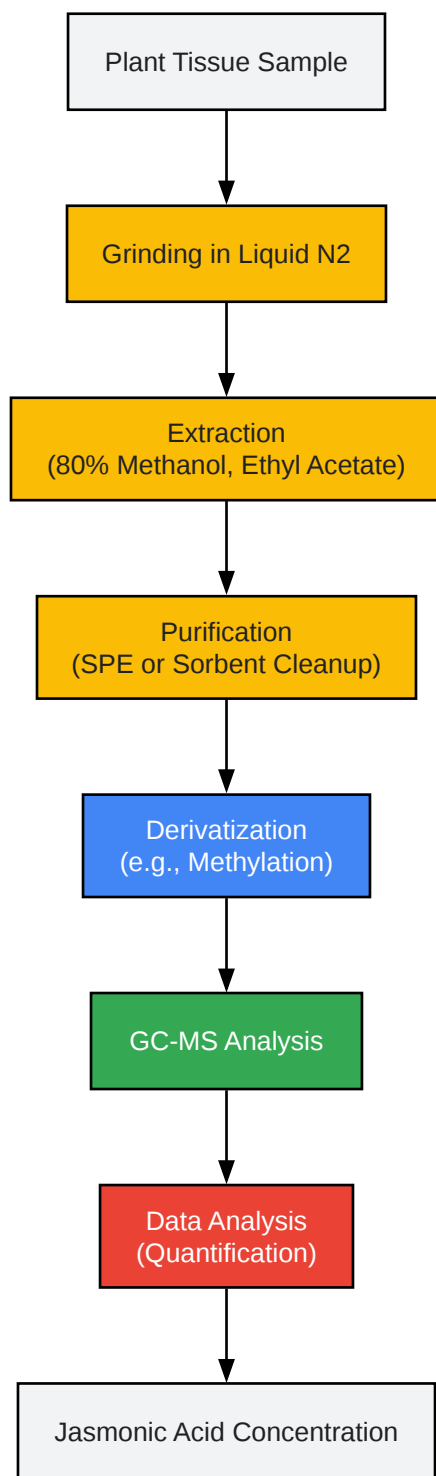 Plant Tissue Sample
Grinding in Liquid N2
Extraction
(80% Methanol, Ethyl Acetate)
Purification
(SPE or Sorbent Cleanup)
Derivatization
(e.g., Methylation)
GC-MS Analysis
Data Analysis
(Quantification)
Jasmonic Acid Concentration